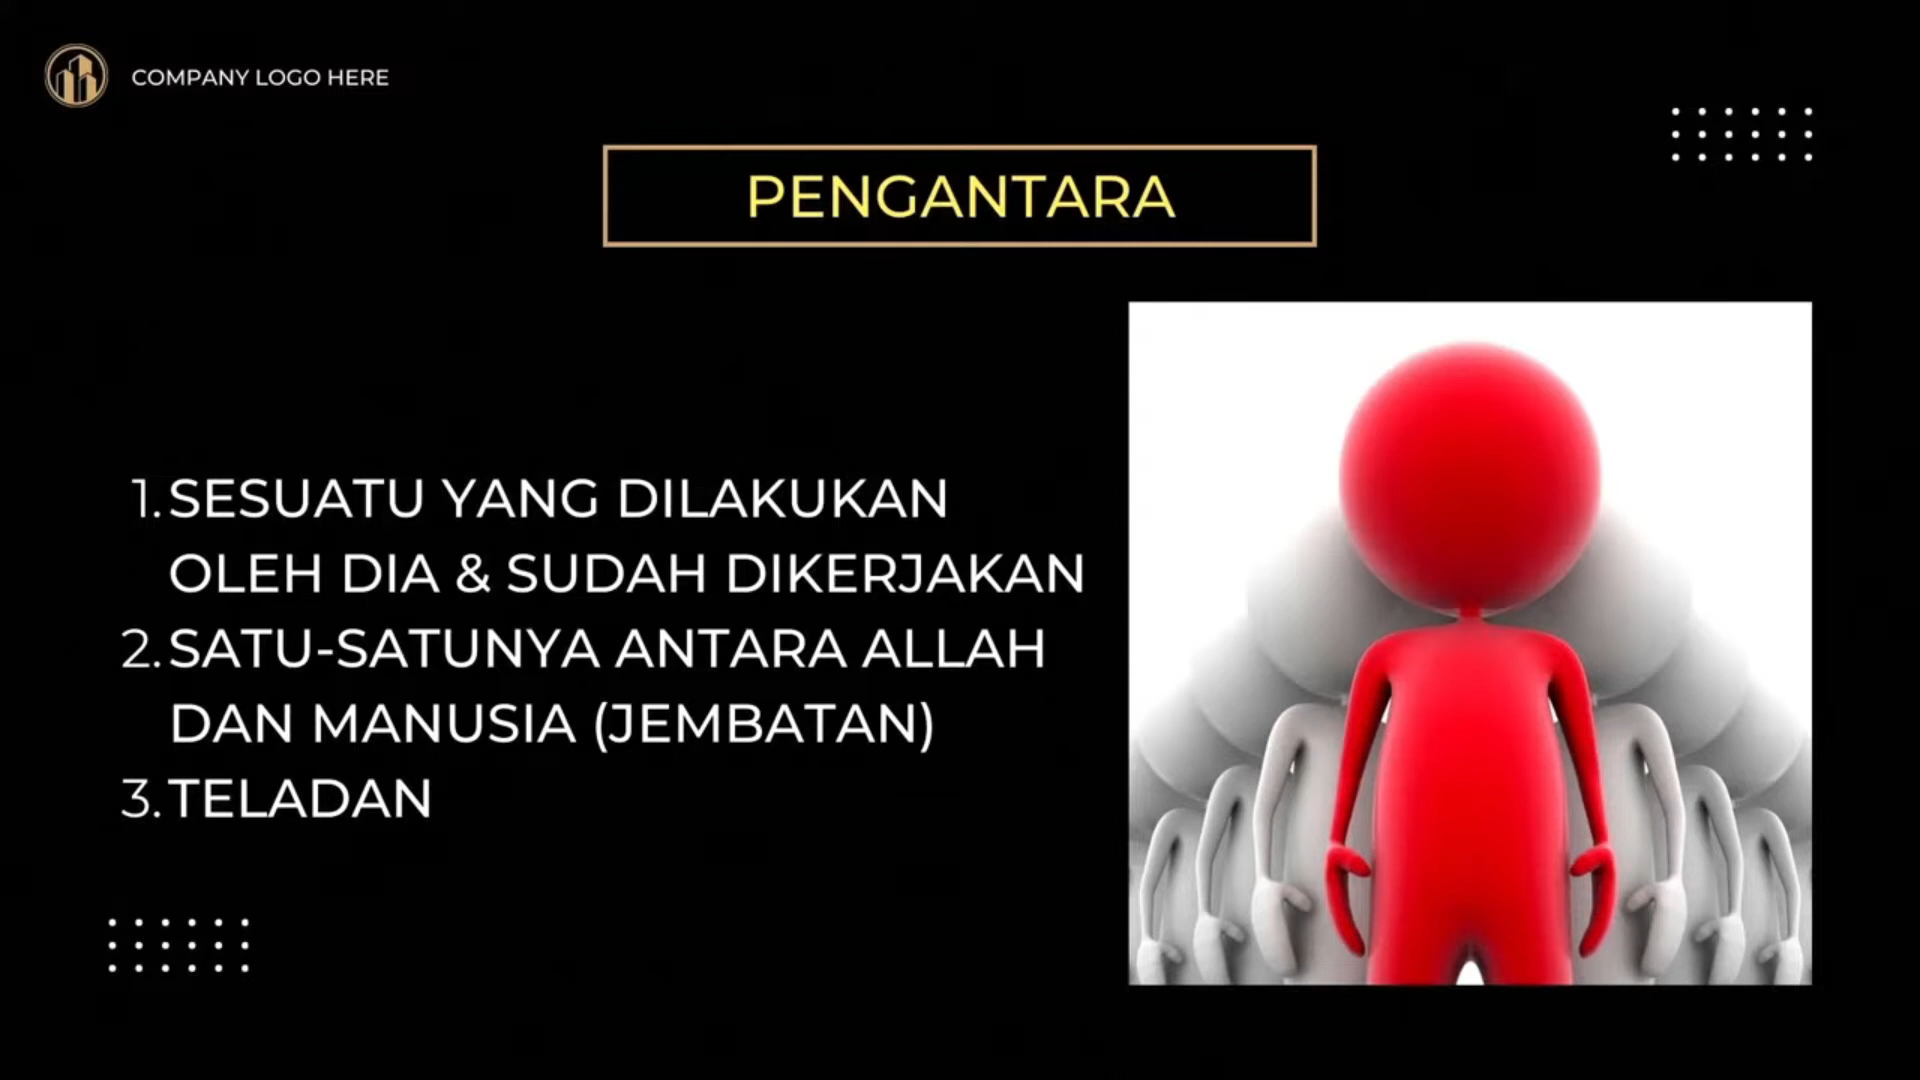 COMPANY LOGO HERE
PENGANTARA
1. SESUATU YANG DILAKUKAN
OLEH DIA & SUDAH DIKERJAKAN
2. SATU-SATUNYA ANTARA ALLAH
DAN MANUSIA (JEMBATAN)
3. TELADAN